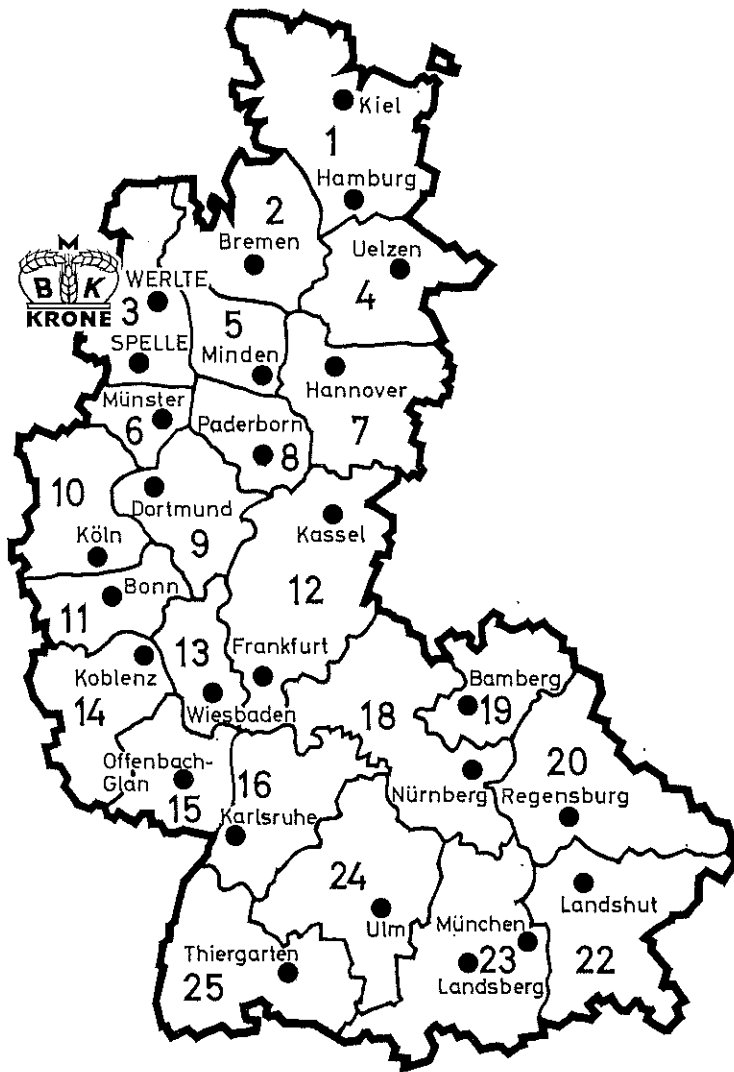 Kiel
1
Hamburg
2
Bremen
Uelzen
4
M
B K
KRONE
WERLTE
3
5
SPELLE
Minden
Hannover
Münster
6
Paderborn
8
7
10
Dortmund
Kassel
Köln
9
12
Bonn
11
13
Frankfurt
Koblenz
14
Wiesbaden
Bamberg
19
18
Offenbach-
Glan
15
16
Karlsruhe
20
Nürnberg
Regensburg
24
Ulm
München
Landshut
Thiergarten
25
23
Landsberg
22